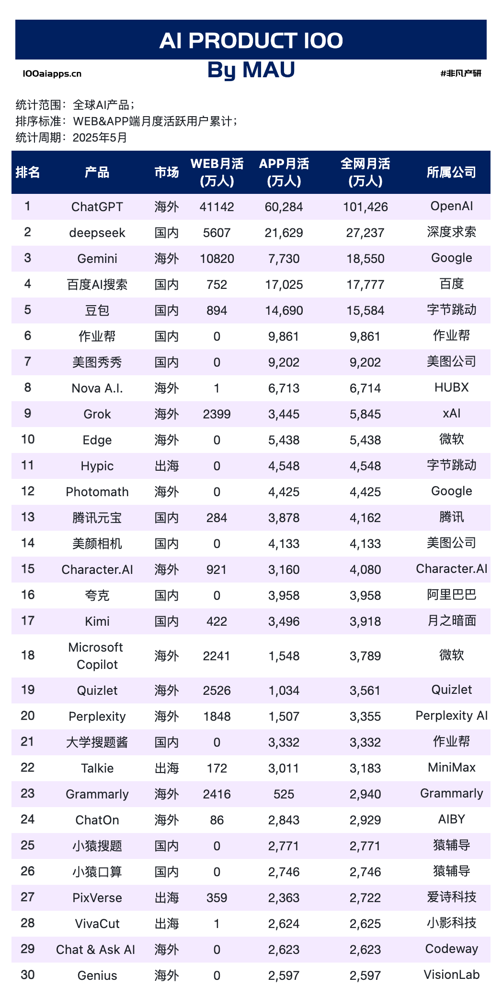 AI PRODUCT 100
By MAU
100aiapps.cn
#非凡产研
统计范围：全球AI产品；
排序标准：WEB&APP端月度活跃用户累计；
统计周期：2025年5月
排名 产品 市场 WEB月活(万人) APP月活(万人) 全网月活(万人) 所属公司
1 ChatGPT 海外 41142 60,284 101,426 OpenAI
2 deepseek 国内 5607 21,629 27,237 深度求索
3 Gemini 海外 10820 7,730 18,550 Google
4 百度AI搜索 国内 752 17,025 17,777 百度
5 豆包 国内 894 14,690 15,584 字节跳动
6 作业帮 国内 0 9,861 9,861 作业帮
7 美图秀秀 国内 0 9,202 9,202 美图公司
8 Nova A.I. 海外 1 6,713 6,714 HUBX
9 Grok 海外 2399 3,445 5,845 xAI
10 Edge 海外 0 5,438 5,438 微软
11 Hypic 出海 0 4,548 4,548 字节跳动
12 Photomath 海外 0 4,425 4,425 Google
13 腾讯元宝 国内 284 3,878 4,162 腾讯
14 美颜相机 国内 0 4,133 4,133 美图公司
15 Character.AI 海外 921 3,160 4,080 Character.AI
16 夸克 国内 0 3,958 3,958 阿里巴巴
17 Kimi 国内 422 3,496 3,918 月之暗面
18 Microsoft Copilot 海外 2241 1,548 3,789 微软
19 Quizlet 海外 2526 1,034 3,561 Quizlet
20 Perplexity 海外 1848 1,507 3,355 Perplexity AI
21 大学搜题酱 国内 0 3,332 3,332 作业帮
22 Talkie 出海 172 3,011 3,183 MiniMax
23 Grammarly 海外 2416 525 2,940 Grammarly
24 ChatOn 海外 86 2,843 2,929 AIBY
25 小猿搜题 国内 0 2,771 2,771 猿辅导
26 小猿口算 国内 0 2,746 2,746 猿辅导
27 PixVerse 出海 359 2,363 2,722 爱诗科技
28 VivaCut 出海 1 2,624 2,625 小影科技
29 Chat & Ask AI 海外 0 2,623 2,623 Codeway
30 Genius 海外 0 2,597 2,597 VisionLab